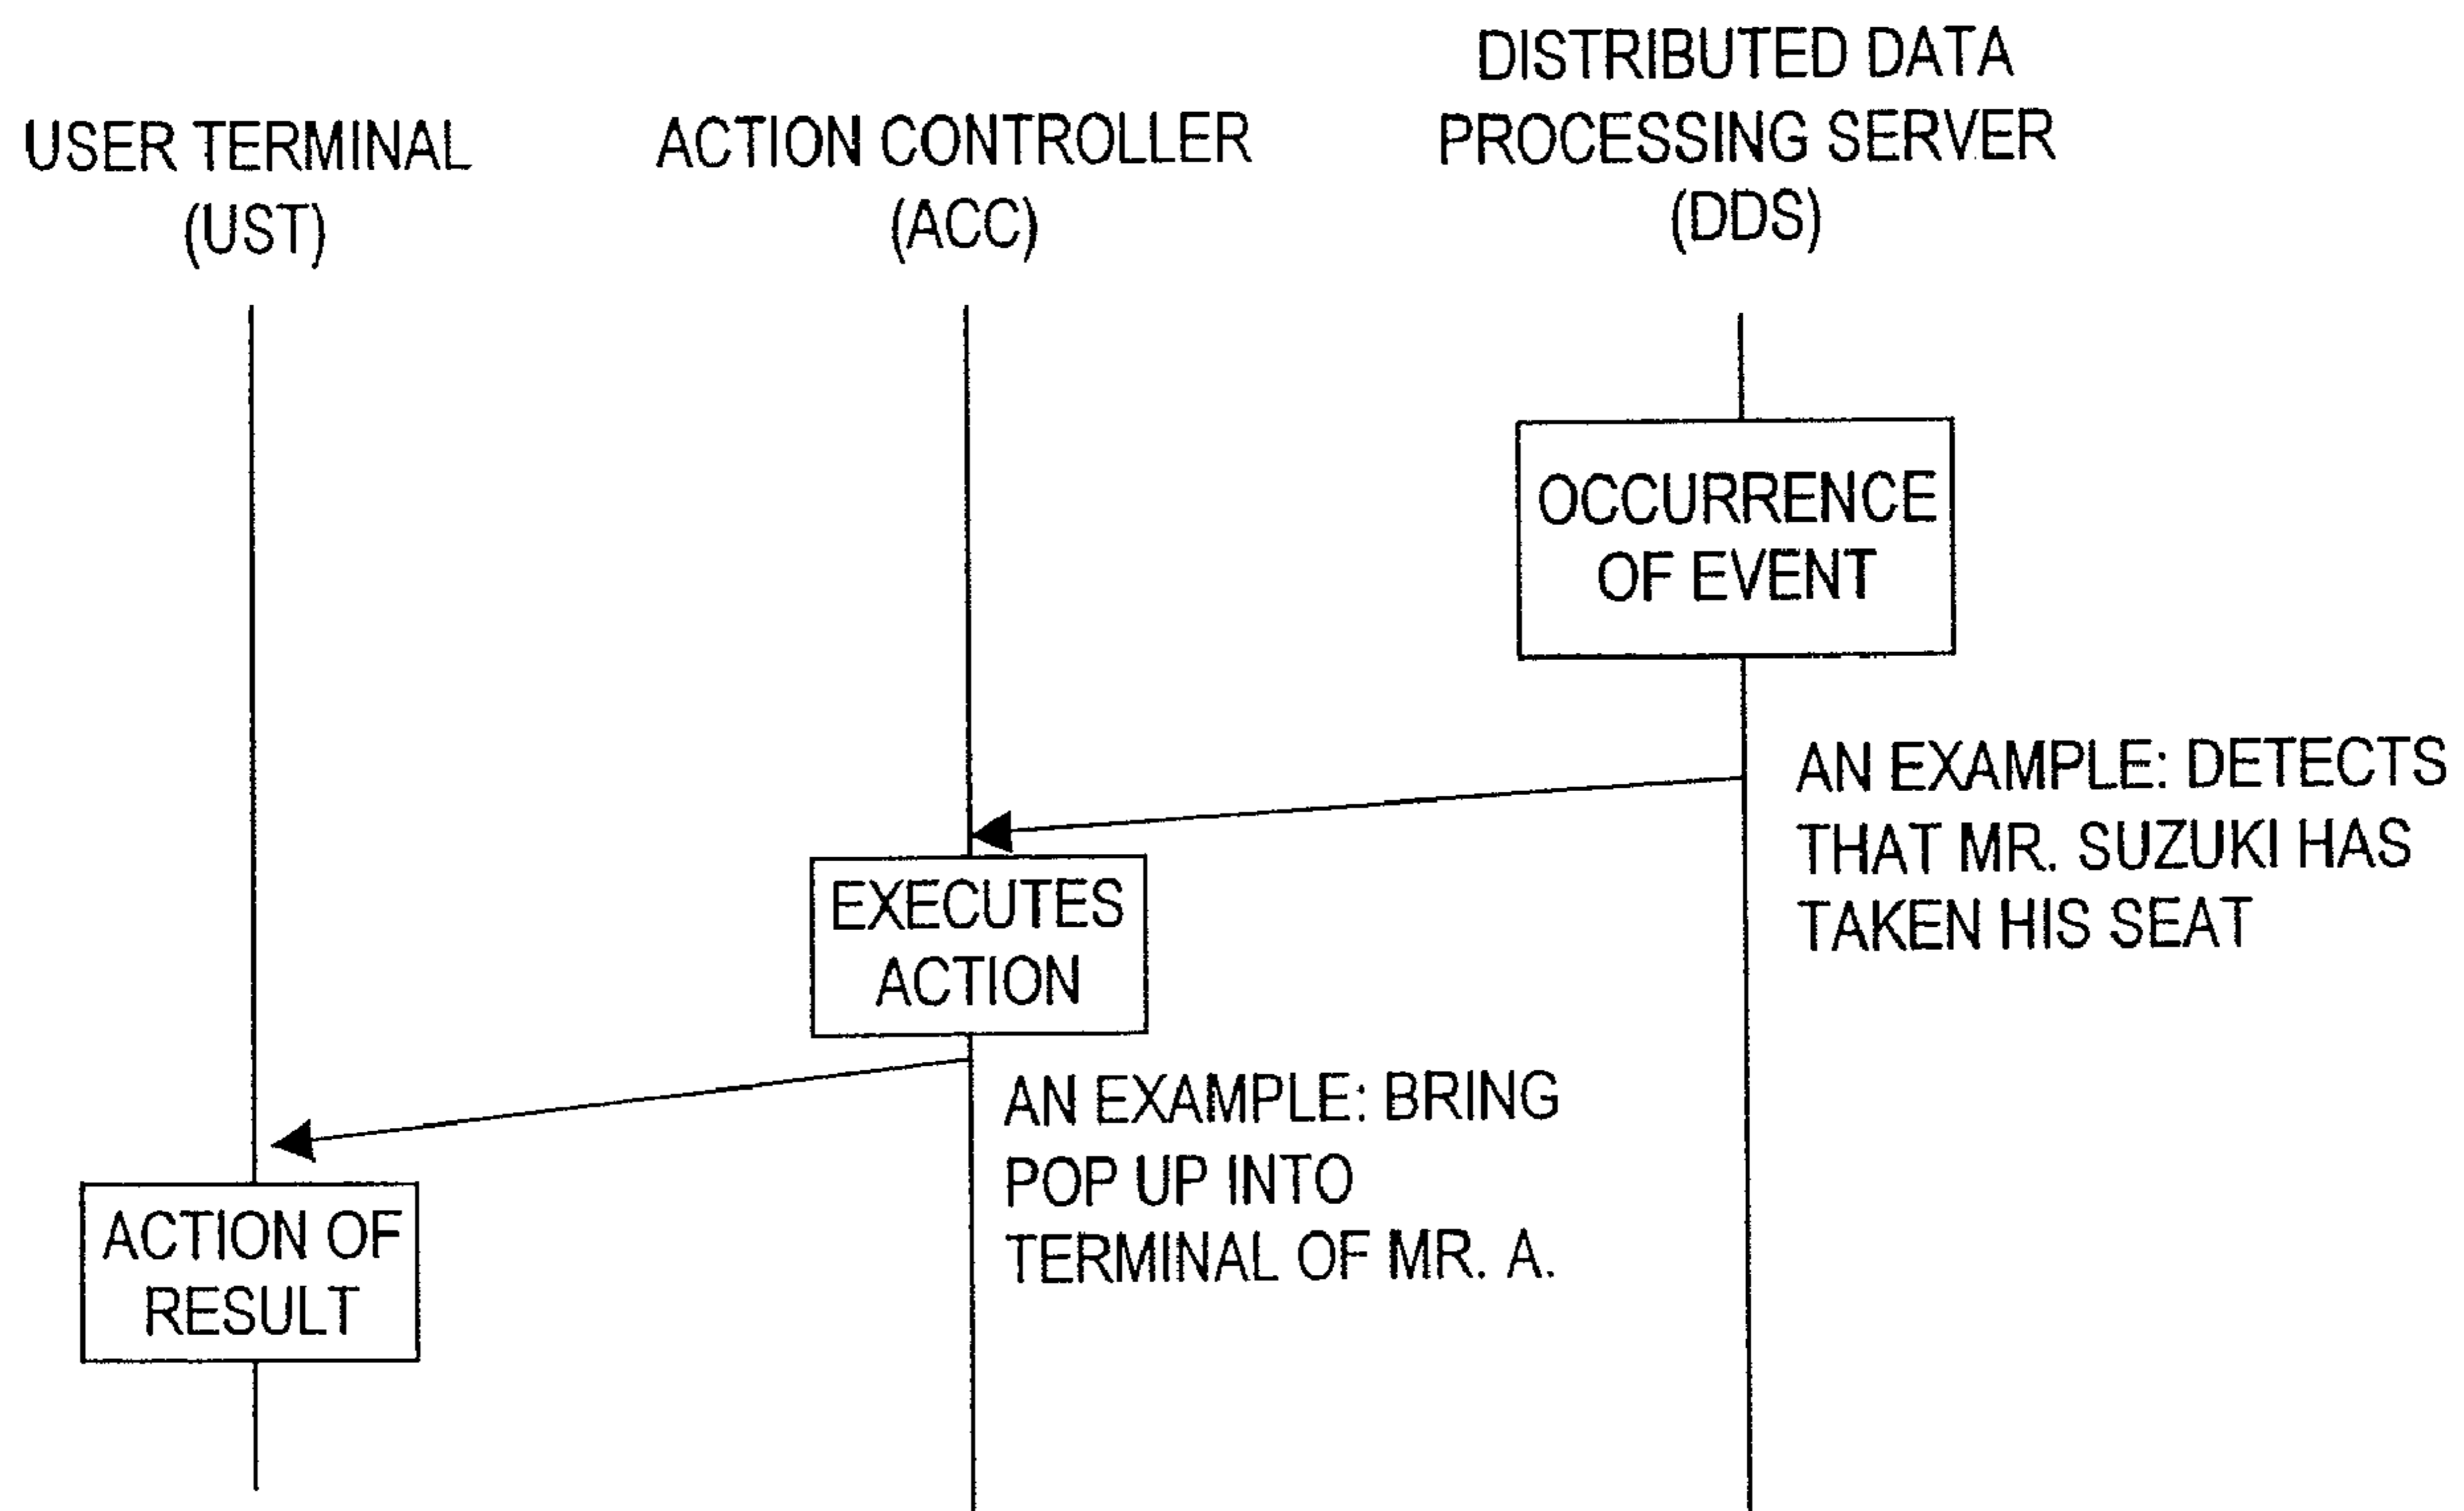 USER TERMINAL
(UST)
ACTION CONTROLLER
(ACC)
DISTRIBUTED DATA
PROCESSING SERVER
(DDS)
OCCURRENCE
OF EVENT
AN EXAMPLE: DETECTS
THAT MR. SUZUKI HAS
TAKEN HIS SEAT
EXECUTES
ACTION
AN EXAMPLE: BRING
POP UP INTO
TERMINAL OF MR. A.
ACTION OF
RESULT